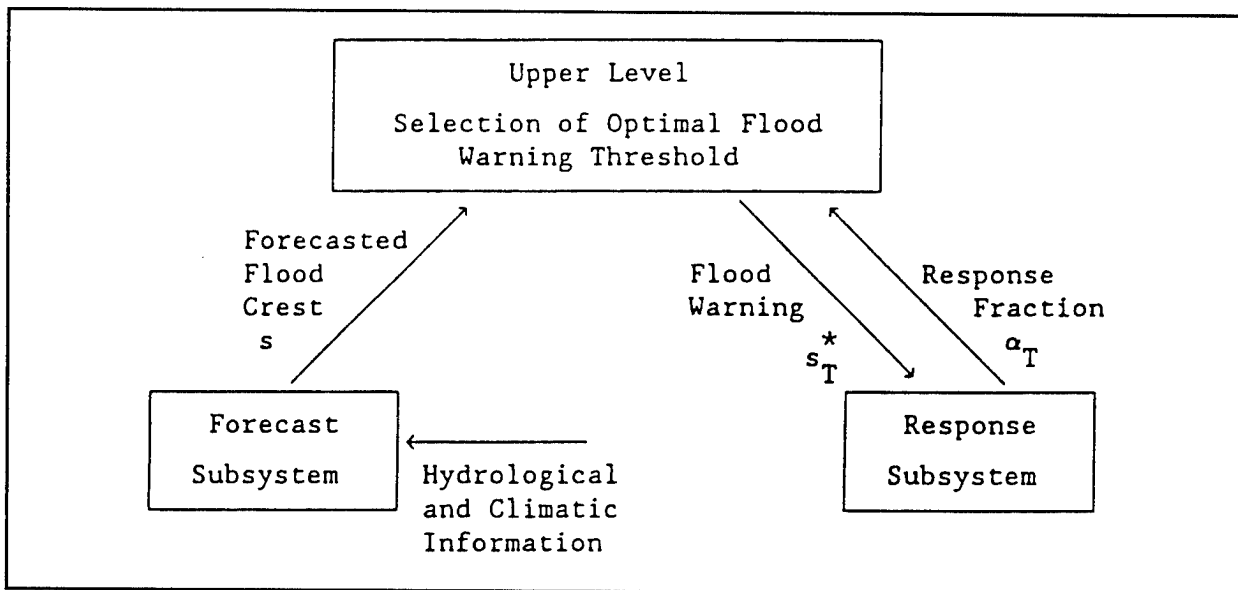 Upper Level
Selection of Optimal Flood
Warning Threshold
Forecasted
Flood
Crest
s
Flood
Warning
s*T
Response
Fraction
αT
Forecast
Subsystem
Hydrological
and Climatic
Information
Response
Subsystem